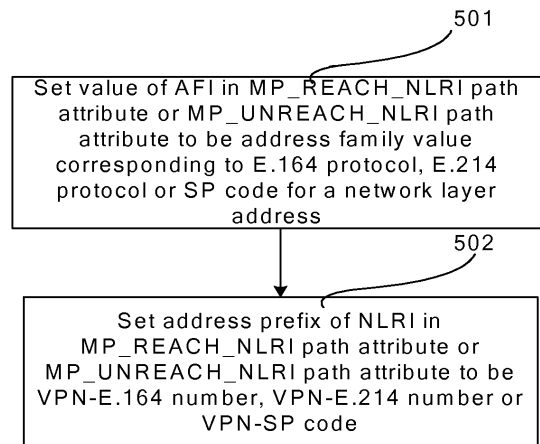 501
Set value of AFI in MP_REACH_NLRI path
attribute or MP_UNREACH_NLRI path
attribute to be address family value
corresponding to E.164 protocol, E.214
protocol or SP code for a network layer
address
502
Set address prefix of NLRI in
MP_REACH_NLRI path attribute or
MP_UNREACH_NLRI path attribute to be
VPN-E.164 number, VPN-E.214 number or
VPN-SP code